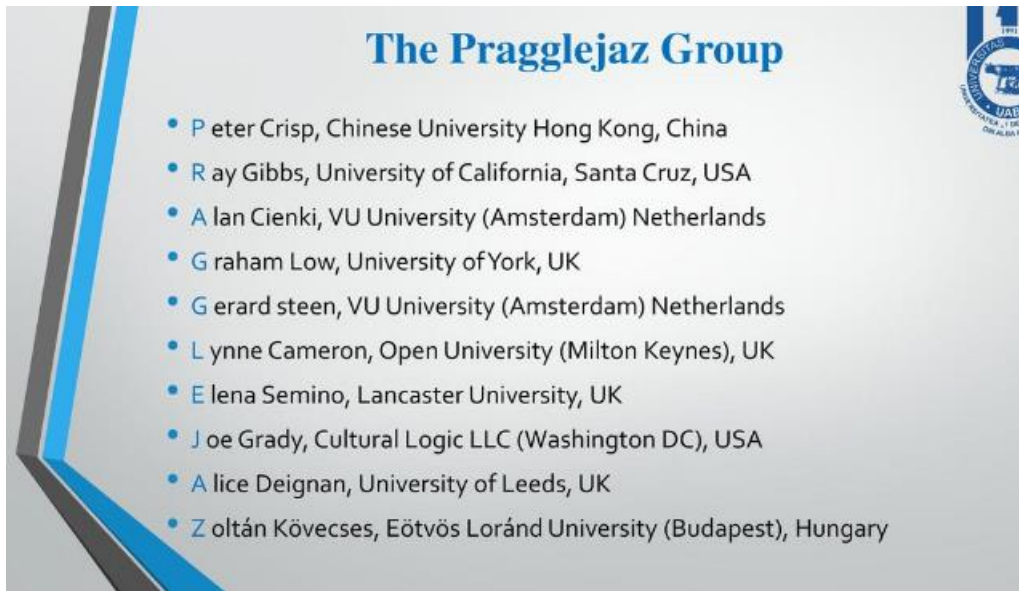 The Pragglejaz Group
1991
UNIVERSITAS
UAB
• P eter Crisp, Chinese University Hong Kong, China
• R ay Gibbs, University of California, Santa Cruz, USA
• A lan Cienki, VU University (Amsterdam) Netherlands
• G raham Low, University of York, UK
• G erard steen, VU University (Amsterdam) Netherlands
• L ynne Cameron, Open University (Milton Keynes), UK
• E lena Semino, Lancaster University, UK
• J oe Grady, Cultural Logic LLC (Washington DC), USA
• A lice Deignan, University of Leeds, UK
• Z oltán Kövecses, Eötvös Loránd University (Budapest), Hungary